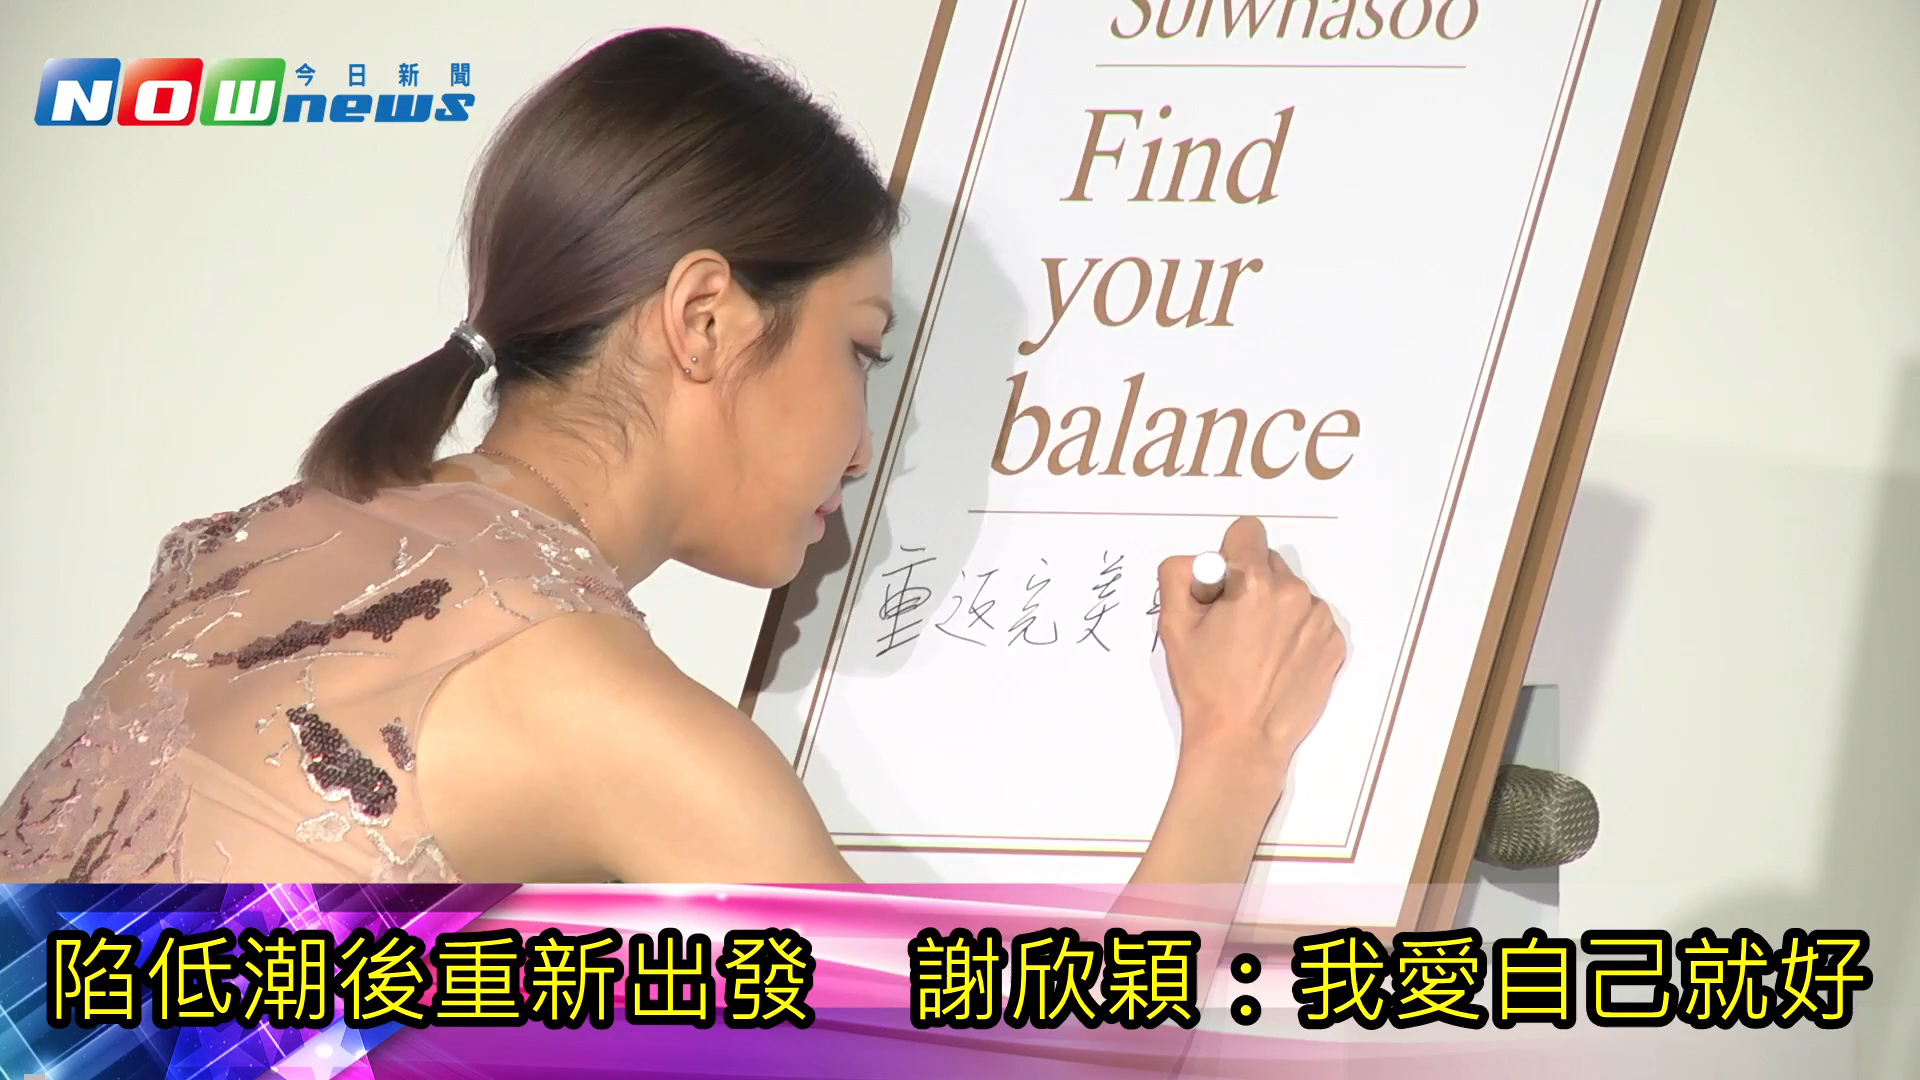 NOWnews 今日新聞
Sulwhasoo
Find
your
balance
重返完美
陷低潮後重新出發 謝欣穎：我愛自己就好